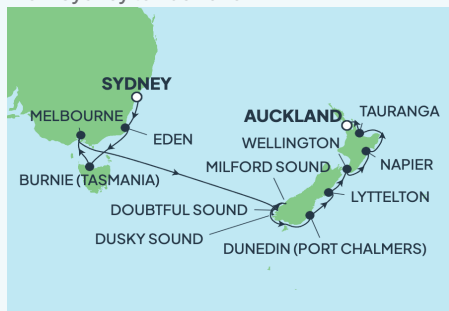 SYDNEY
MELBOURNE
EDEN
BURNIE (TASMANIA)
AUCKLAND
TAURANGA
WELLINGTON
MILFORD SOUND
NAPIER
LYTTELTON
DOUBTFUL SOUND
DUSKY SOUND
DUNEDIN (PORT CHALMERS)